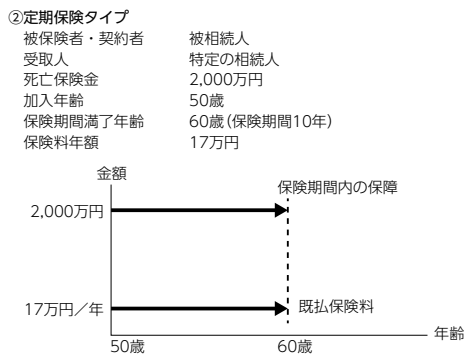 ②定期保険タイプ
被保険者・契約者 被相続人
受取人 特定の相続人
死亡保険金 2,000万円
加入年齢 50歳
保険期間満了年齢 60歳(保険期間10年)
保険料年額 17万円
金額
保険期間内の保障
2,000万円
17万円／年
既払保険料
年齢
50歳
60歳